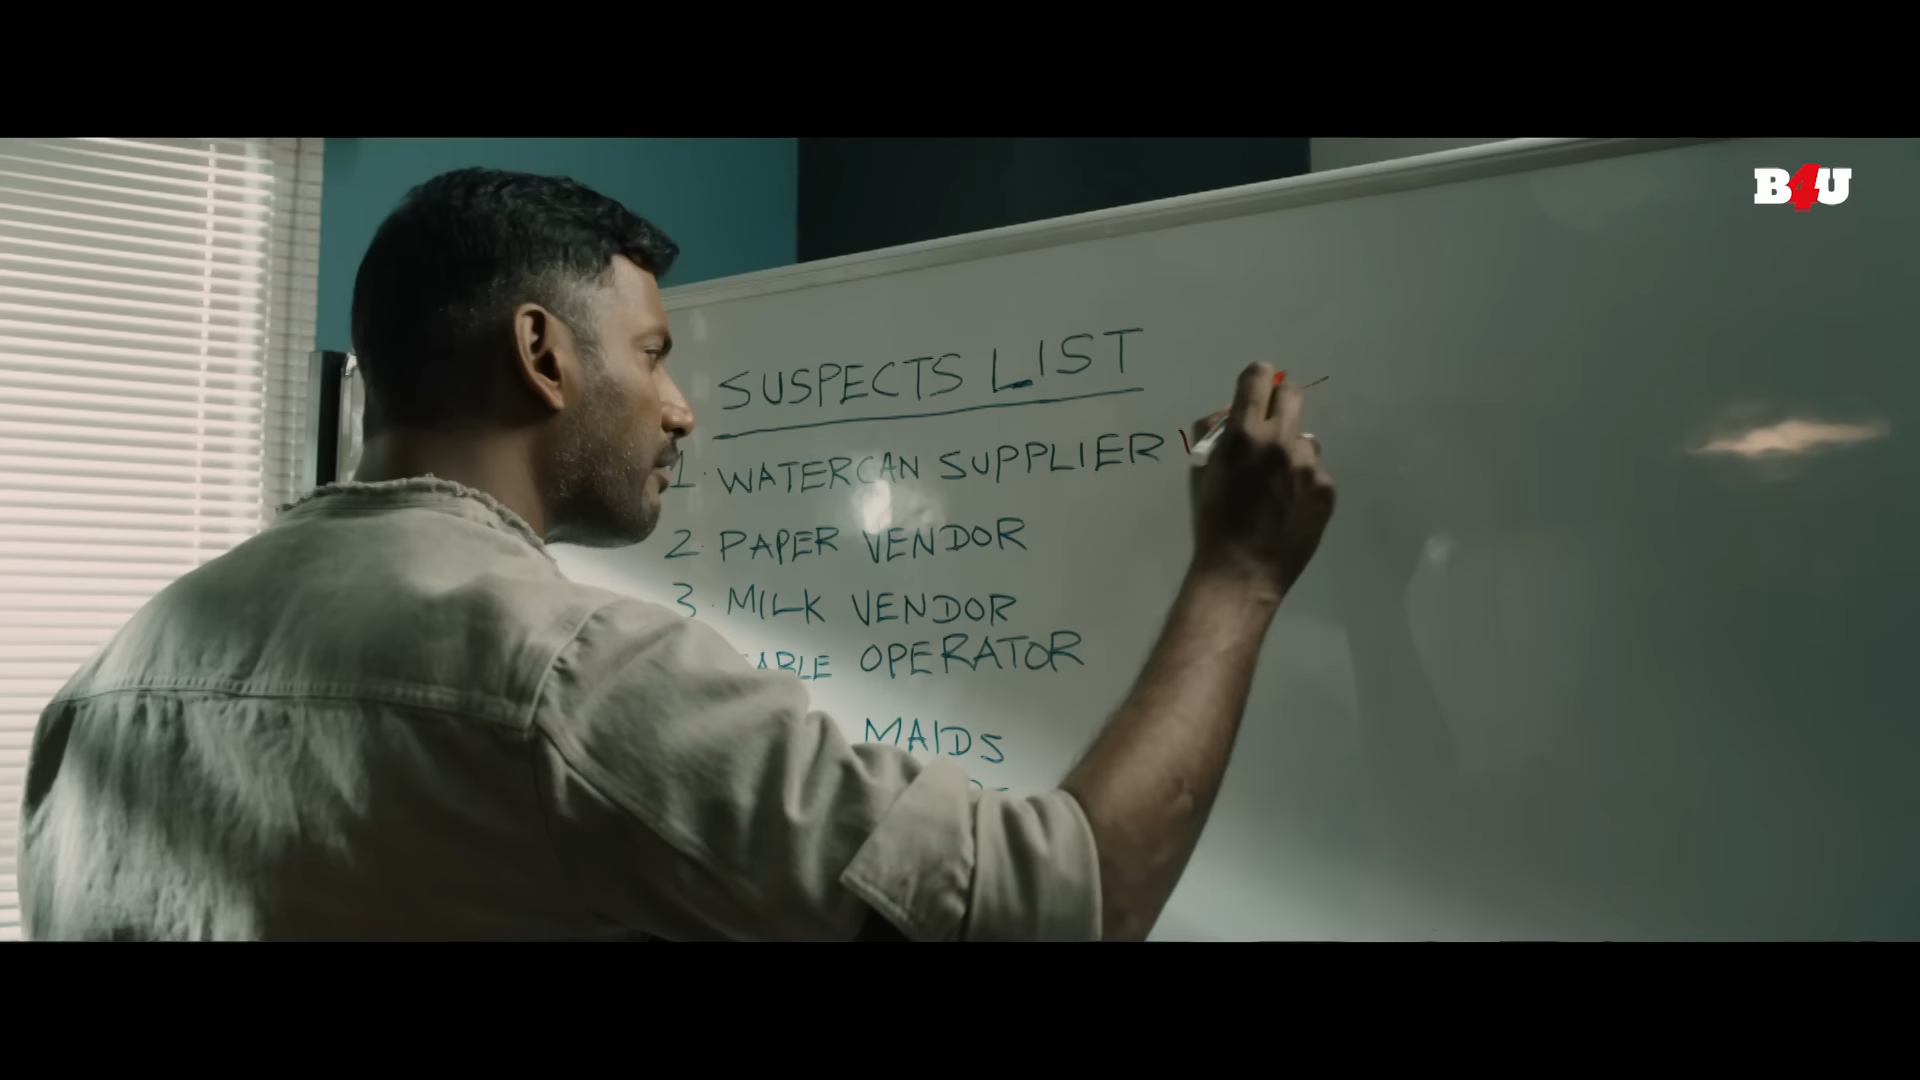 B4U
SUSPECTS LIST
1. WATERCAN SUPPLIER
2. PAPER VENDOR
3. MILK VENDOR
OPERATOR
MAIDS